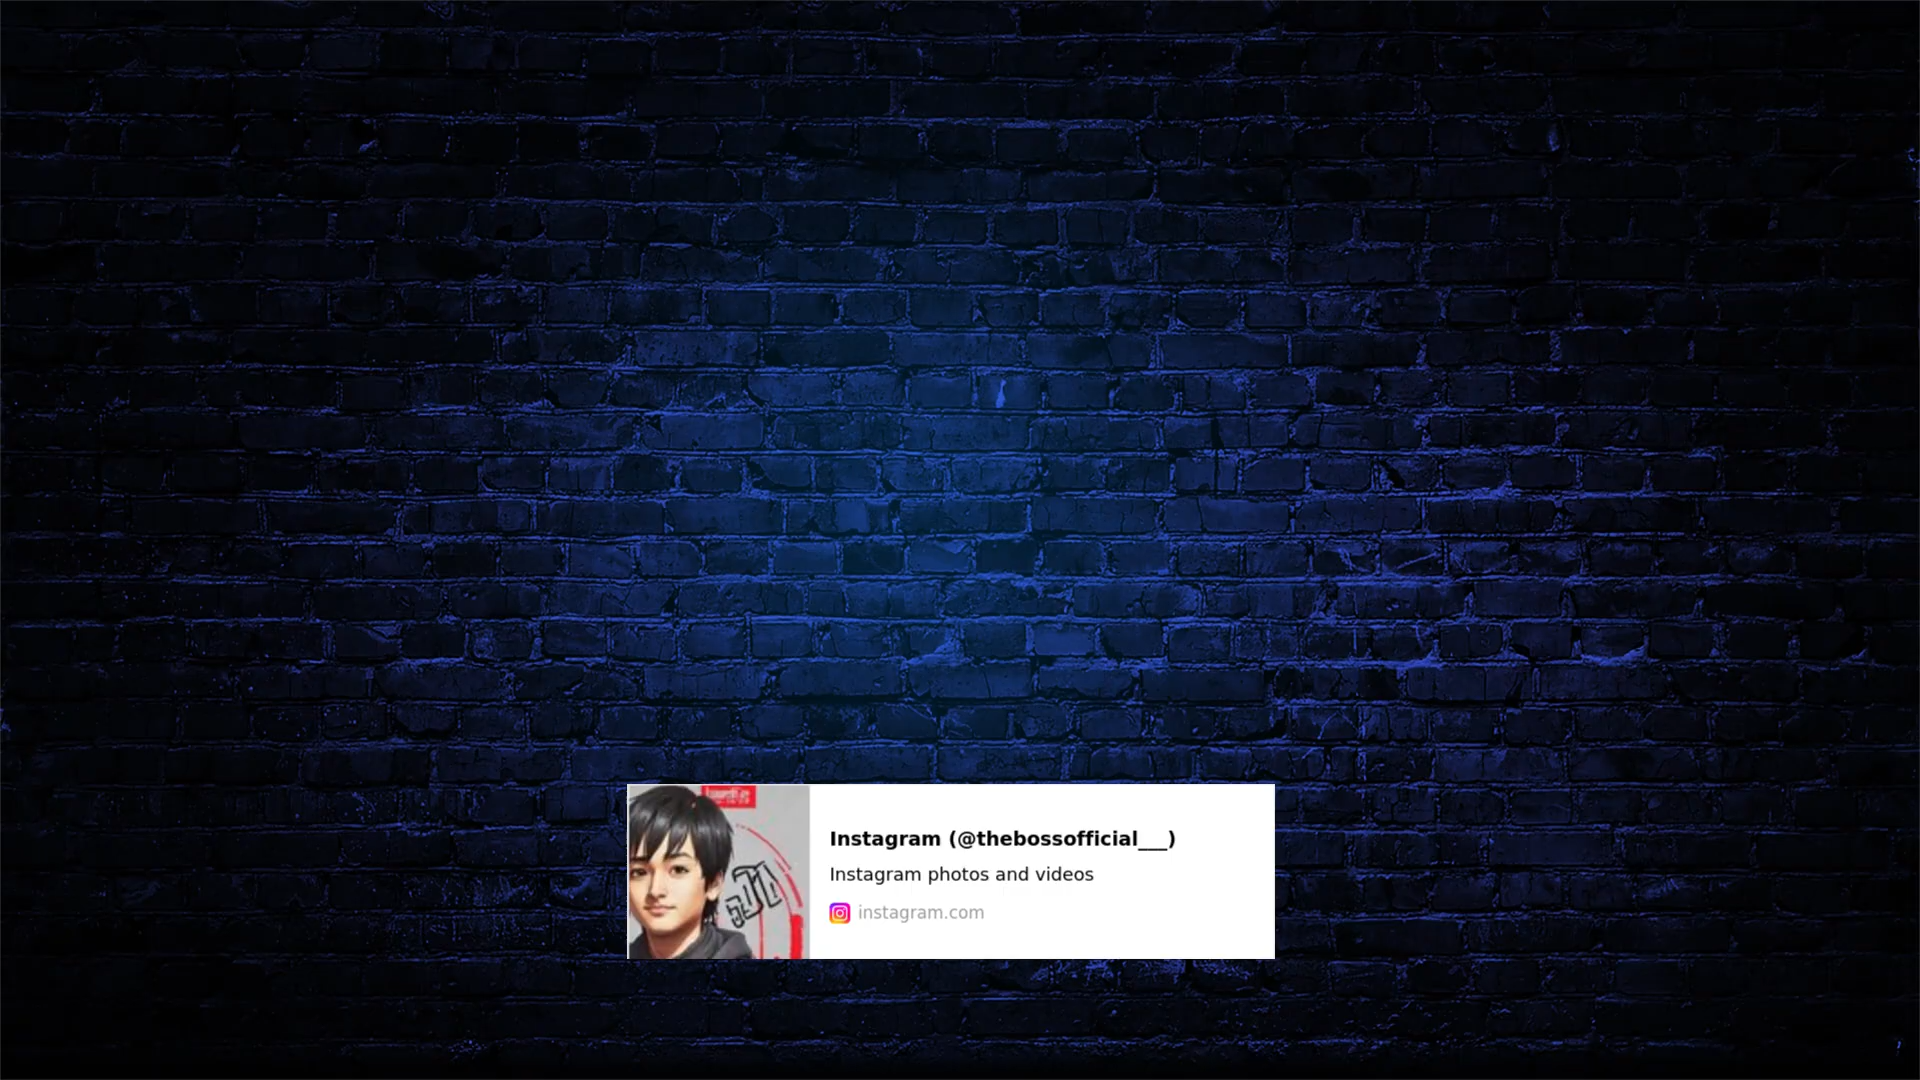 Instagram (@thebossofficial___)
Instagram photos and videos
instagram.com